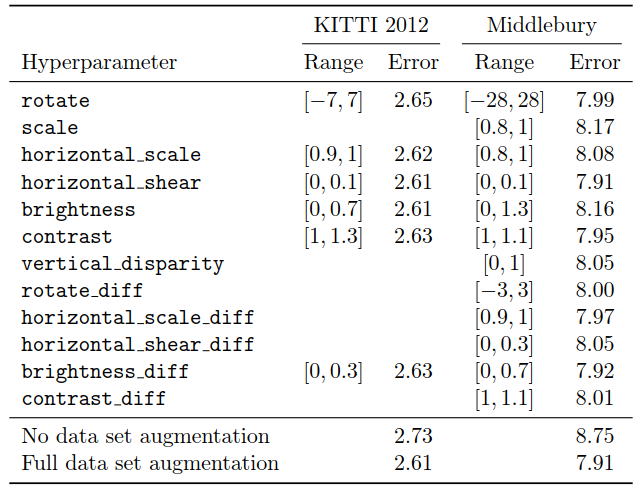 KITTI 2012 Middlebury
Hyperparameter Range Error Range Error
rotate [−7, 7] 2.65 [−28, 28] 7.99
scale [0.8, 1] 8.17
horizontal_scale [0.9, 1] 2.62 [0.8, 1] 8.08
horizontal_shear [0, 0.1] 2.61 [0, 0.1] 7.91
brightness [0, 0.7] 2.61 [0, 1.3] 8.16
contrast [1, 1.3] 2.63 [1, 1.1] 7.95
vertical_disparity [0, 1] 8.05
rotate_diff [−3, 3] 8.00
horizontal_scale_diff [0.9, 1] 7.97
horizontal_shear_diff [0, 0.3] 8.05
brightness_diff [0, 0.3] 2.63 [0, 0.7] 7.92
contrast_diff [1, 1.1] 8.01
No data set augmentation 2.73 8.75
Full data set augmentation 2.61 7.91